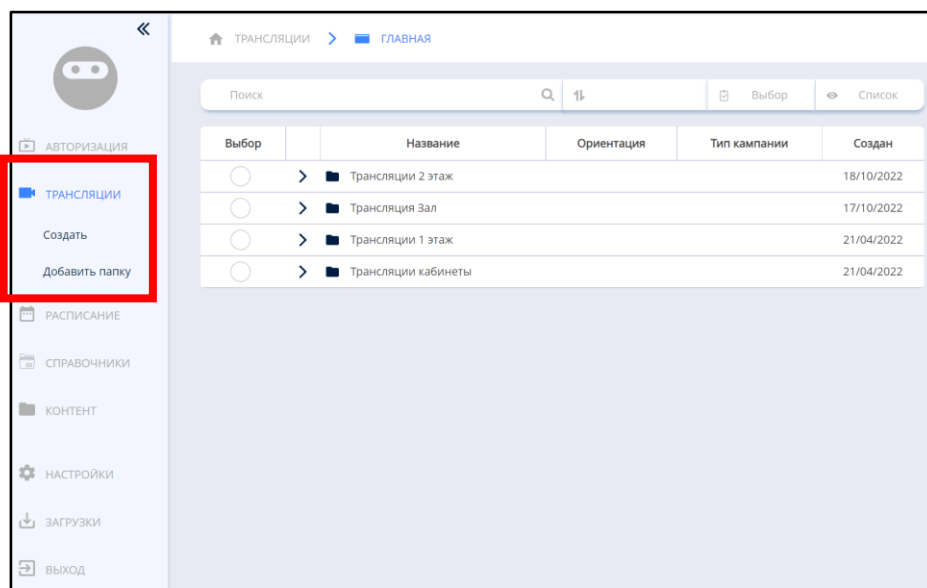 ТРАНСЛЯЦИИ ГЛАВНАЯ
Поиск Выбор Список
АВТОРИЗАЦИЯ
ТРАНСЛЯЦИИ
Создать
Добавить папку
РАСПИСАНИЕ
СПРАВОЧНИКИ
КОНТЕНТ
НАСТРОЙКИ
ЗАГРУЗКИ
ВЫХОД
Выбор Название Ориентация Тип кампании Создан
Трансляции 2 этаж 18/10/2022
Трансляция Зал 17/10/2022
Трансляции 1 этаж 21/04/2022
Трансляции кабинеты 21/04/2022